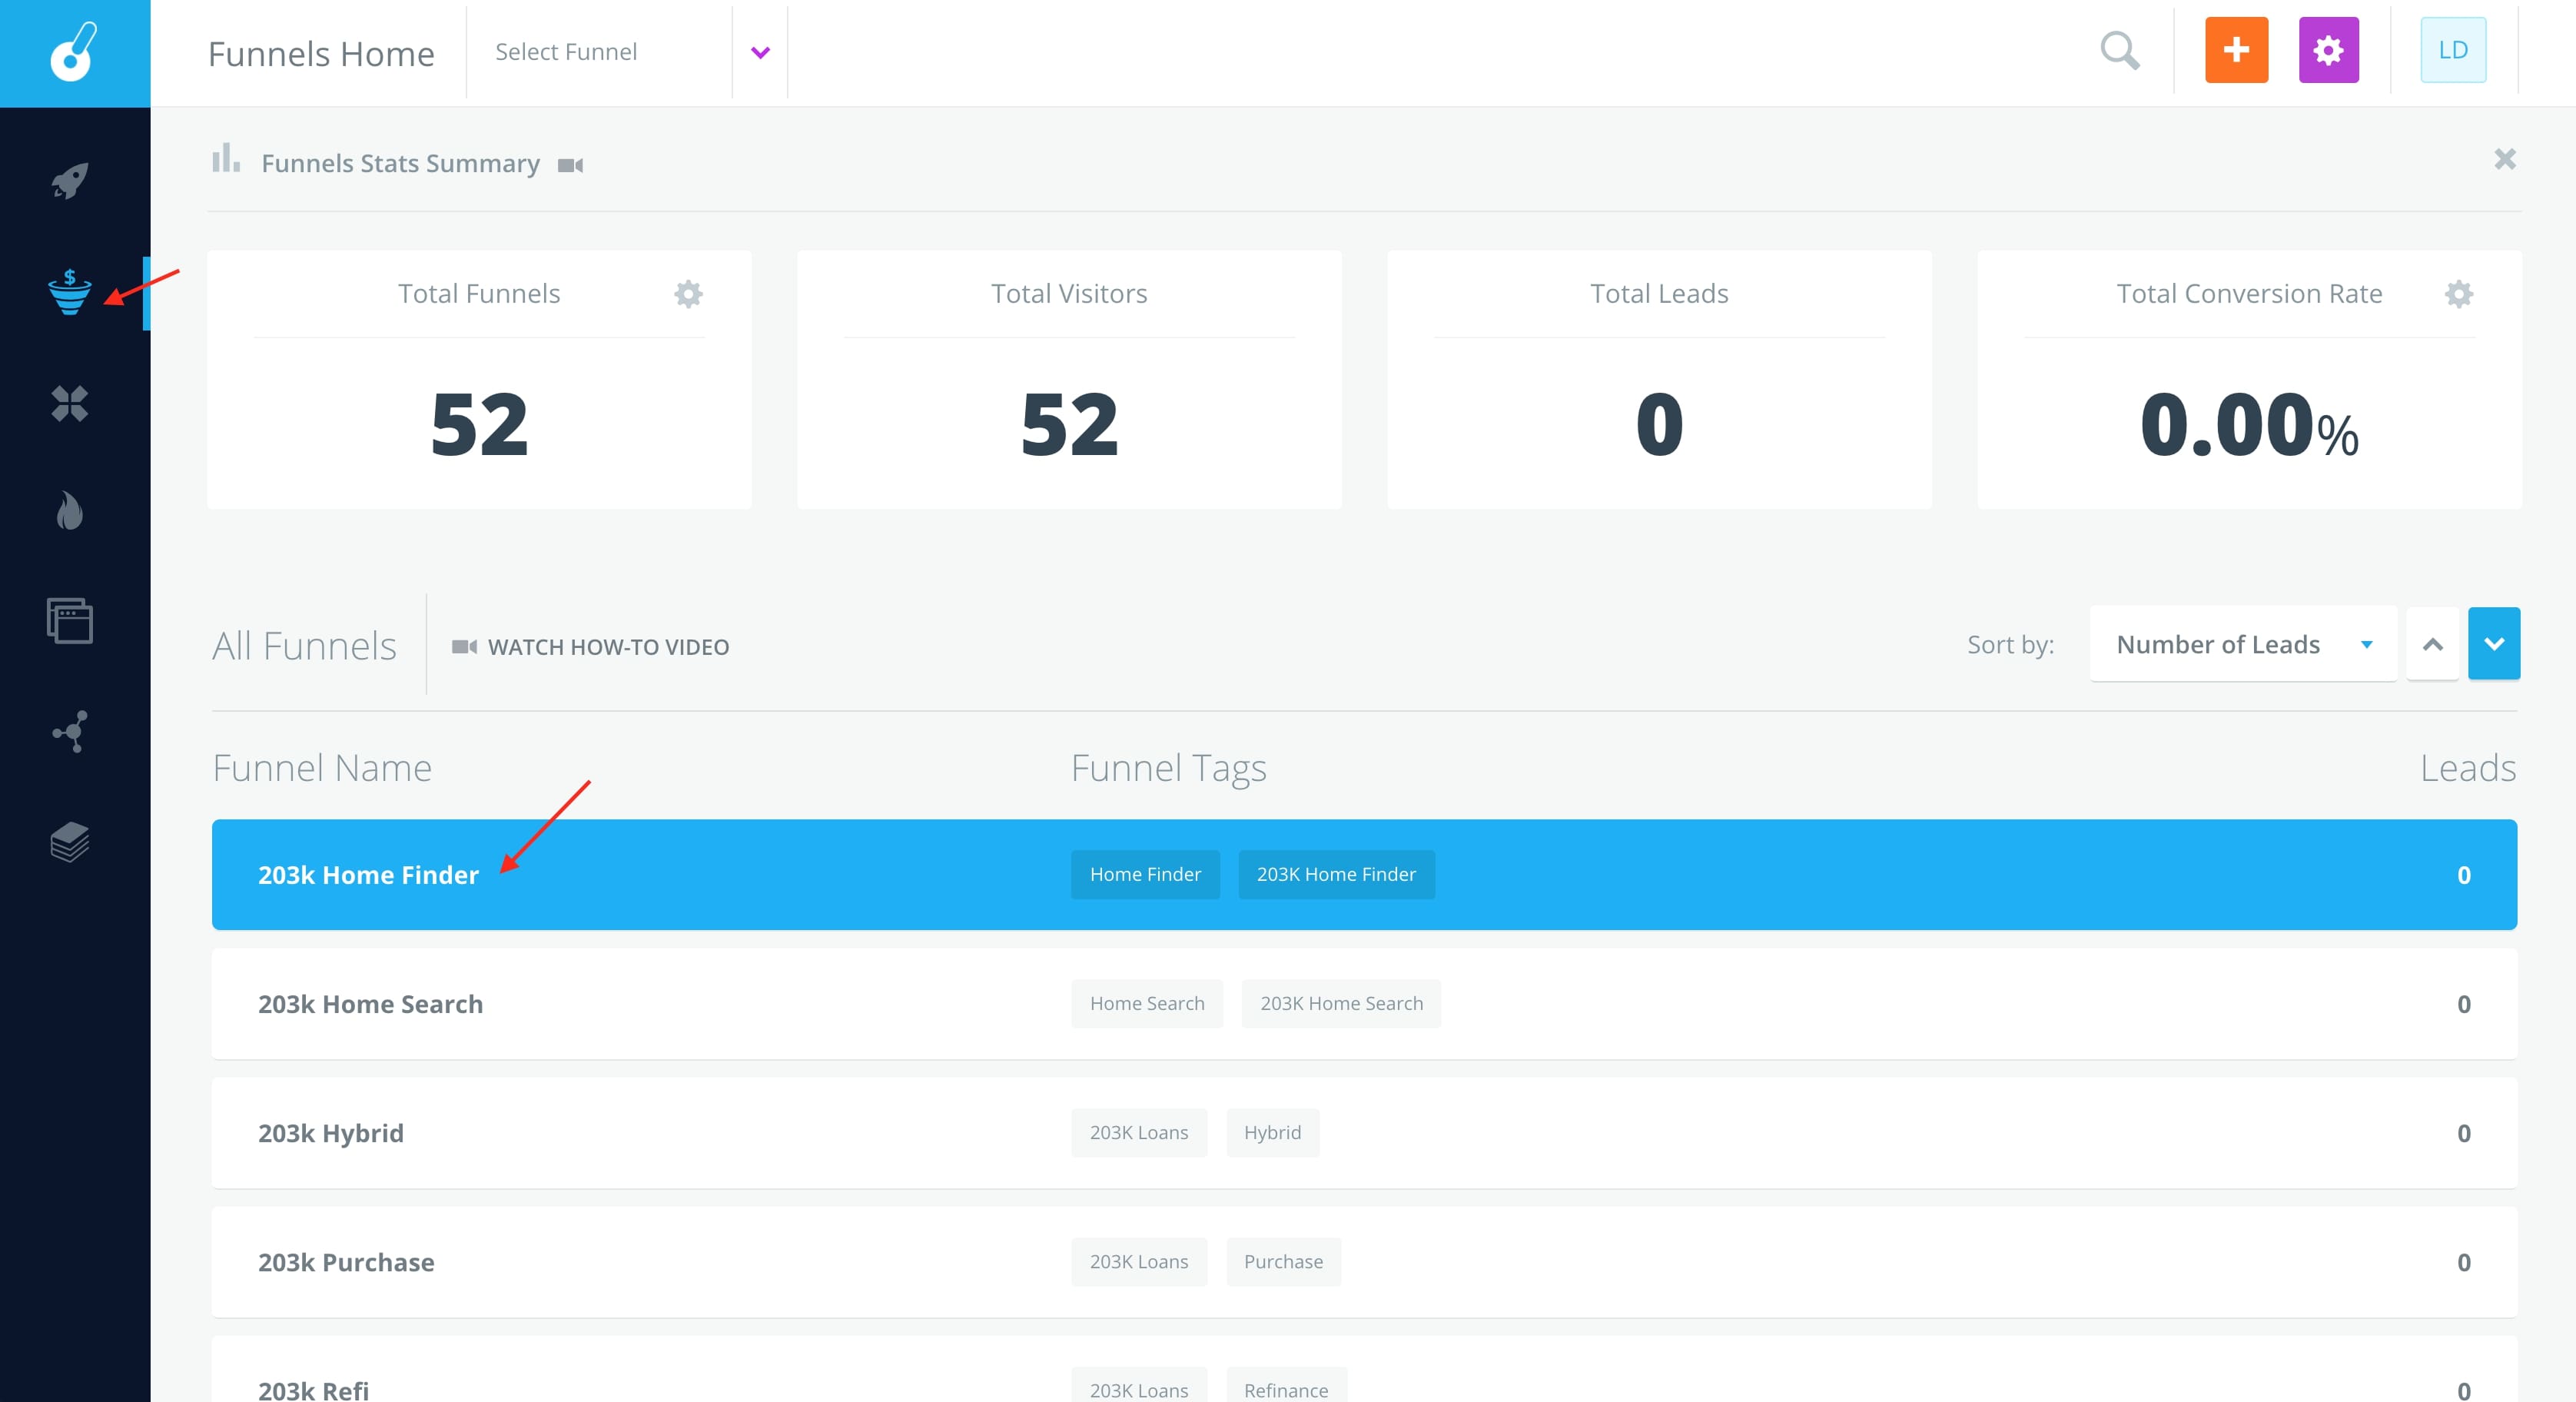 Funnels Home
Select Funnel
LD
Funnels Stats Summary
Total Funnels
Total Visitors
Total Leads
Total Conversion Rate
52
52
0
0.00%
All Funnels
WATCH HOW-TO VIDEO
Sort by:
Number of Leads
Funnel Name
Funnel Tags
Leads
203k Home Finder
Home Finder
203K Home Finder
0
203k Home Search
Home Search
203K Home Search
0
203k Hybrid
203K Loans
Hybrid
0
203k Purchase
203K Loans
Purchase
0
203k Refi
203K Loans
Refinance
0